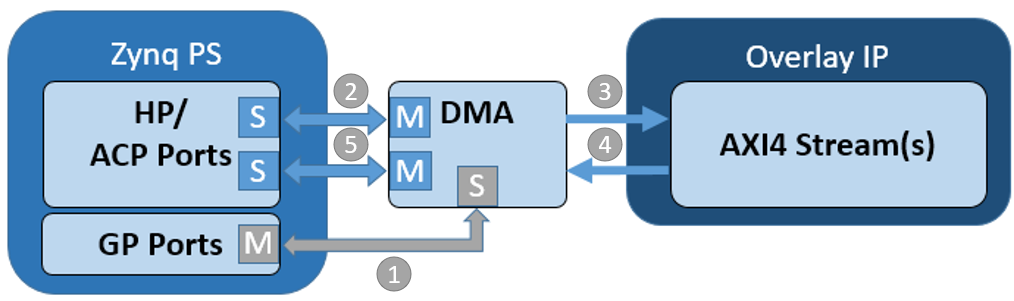 Zynq PS
Overlay IP
HP/
ACP Ports
S
S
2
5
M
M
DMA
S
3
4
AXI4 Stream(s)
GP Ports
M
1